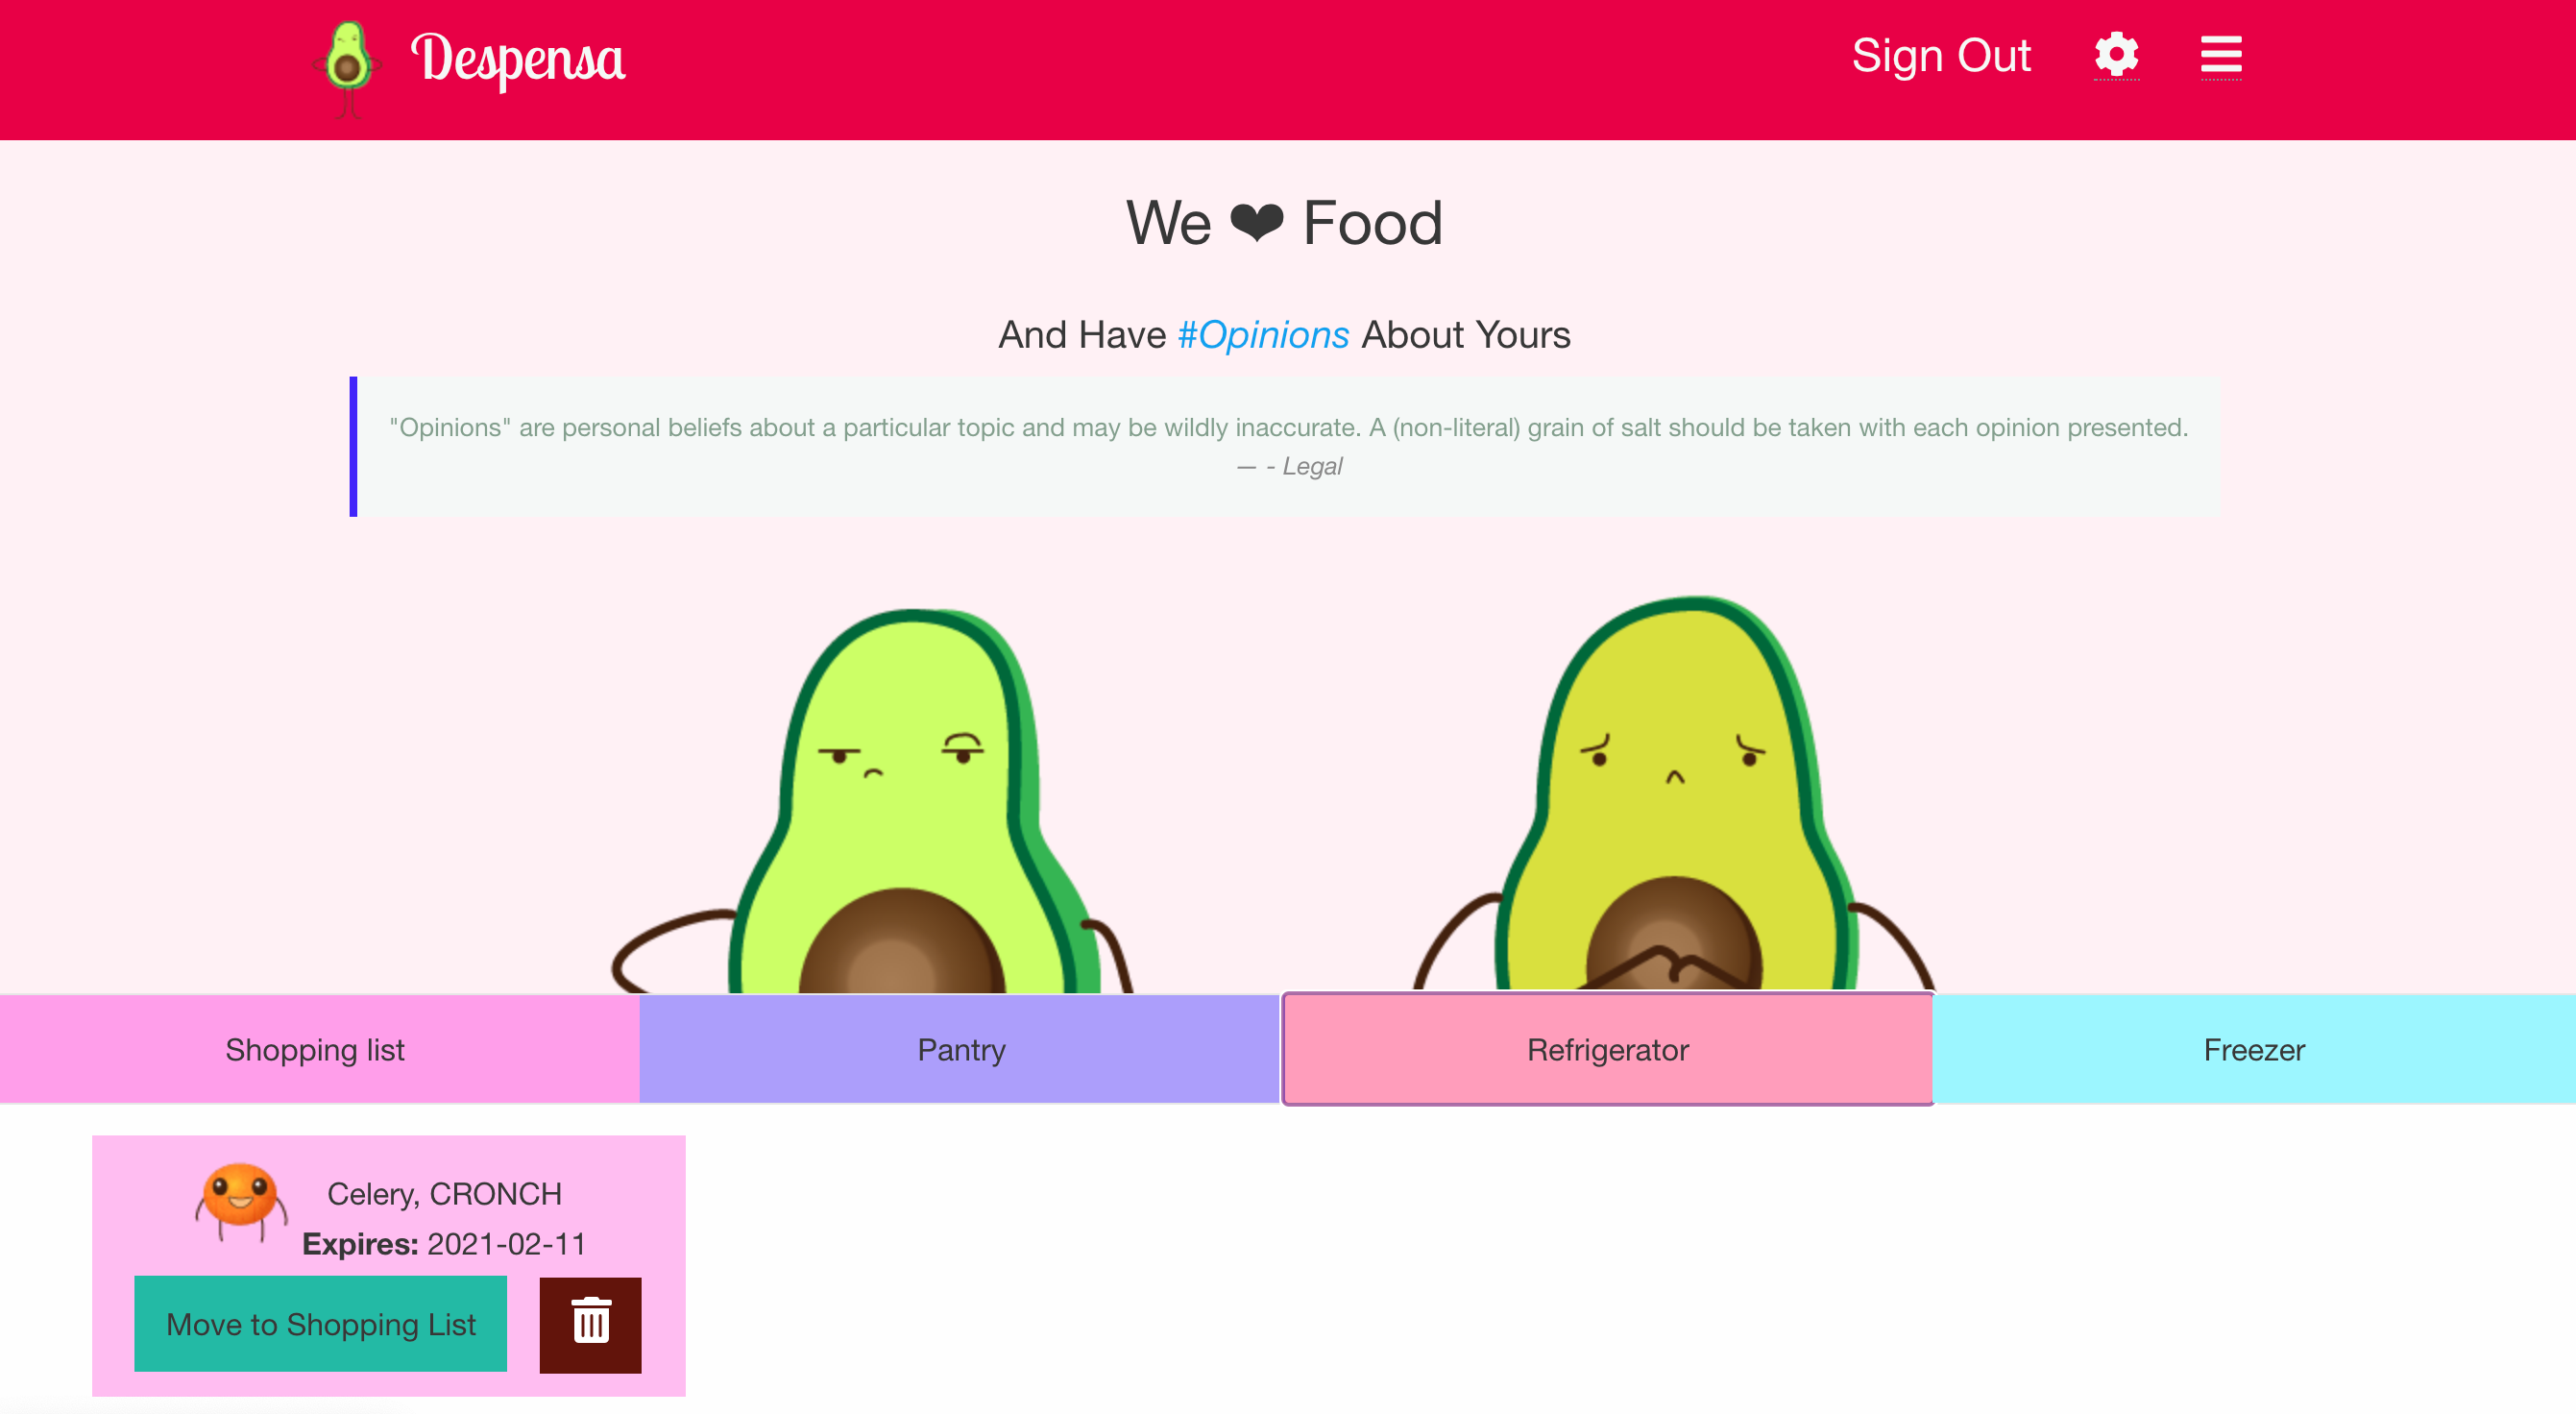 Despensa
Sign Out
We ❤ Food
And Have #Opinions About Yours
"Opinions" are personal beliefs about a particular topic and may be wildly inaccurate. A (non-literal) grain of salt should be taken with each opinion presented.
— - Legal
Shopping list
Pantry
Refrigerator
Freezer
Celery, CRONCH
Expires: 2021-02-11
Move to Shopping List